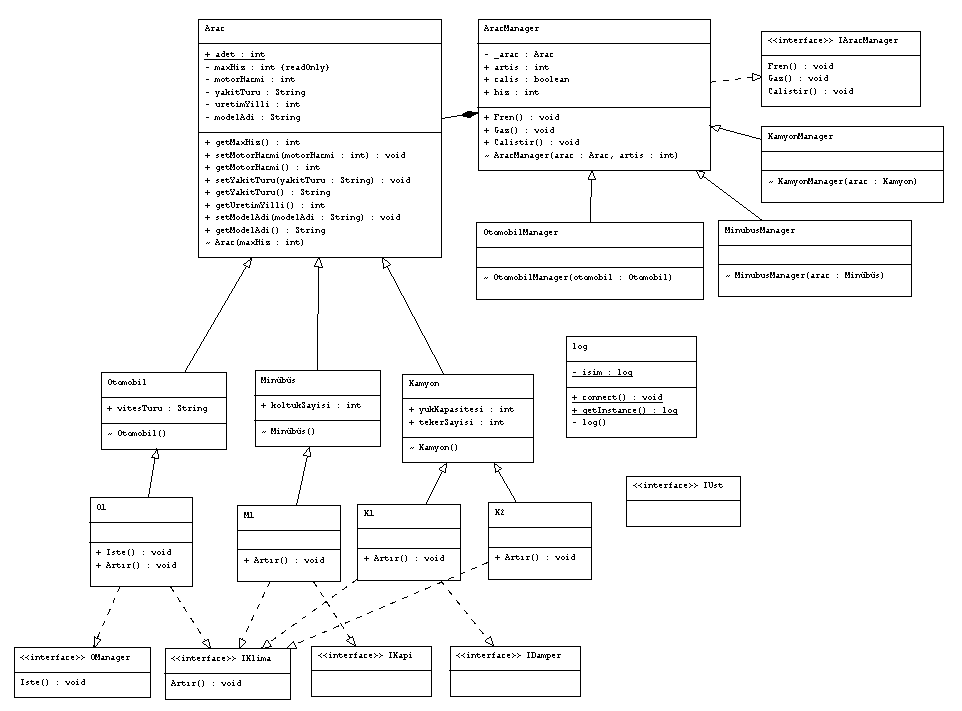 Arac
+ adet : int
- maxHiz : int {readOnly}
- motorHacmi : int
- yakitTuru : String
- uretimYilli : int
- modelAdi : String
+ getMaxHiz() : int
+ setMotorHacmi(motorHacmi : int) : void
+ getMotorHacmi() : int
+ setYakitTuru(yakitTuru : String) : void
+ getYakitTuru() : String
+ getUretimYilli() : int
+ setModelAdi(modelAdi : String) : void
+ getModelAdi() : String
~ Arac(maxHiz : int)
AracManager
- _arac : Arac
+ artis : int
+ calis : boolean
+ hiz : int
+ Fren() : void
+ Gaz() : void
+ Calistir() : void
~ AracManager(arac : Arac, artis : int)
<<interface>> IAracManager
Fren() : void
Gaz() : void
Calistir() : void
KamyonManager
~ KamyonManager(arac : Kamyon)
OtomobilManager
~ OtomobilManager(otomobil : Otomobil)
MinubusManager
~ MinubusManager(arac : Minübüs)
log
- isim : log
+ connect() : void
+ getInstance() : log
- log()
Otomobil
+ vitesTuru : String
~ Otomobil()
Minübüs
+ koltukSayisi : int
~ Minübüs()
Kamyon
+ yukKapasitesi : int
+ tekerSayisi : int
~ Kamyon()
<<interface>> IUst
O1
+ Iste() : void
+ Artır() : void
M1
+ Artır() : void
K1
+ Artır() : void
K2
+ Artır() : void
<<interface>> OManager
Iste() : void
<<interface>> IKlima
Artır() : void
<<interface>> IKapi
<<interface>> IDamper